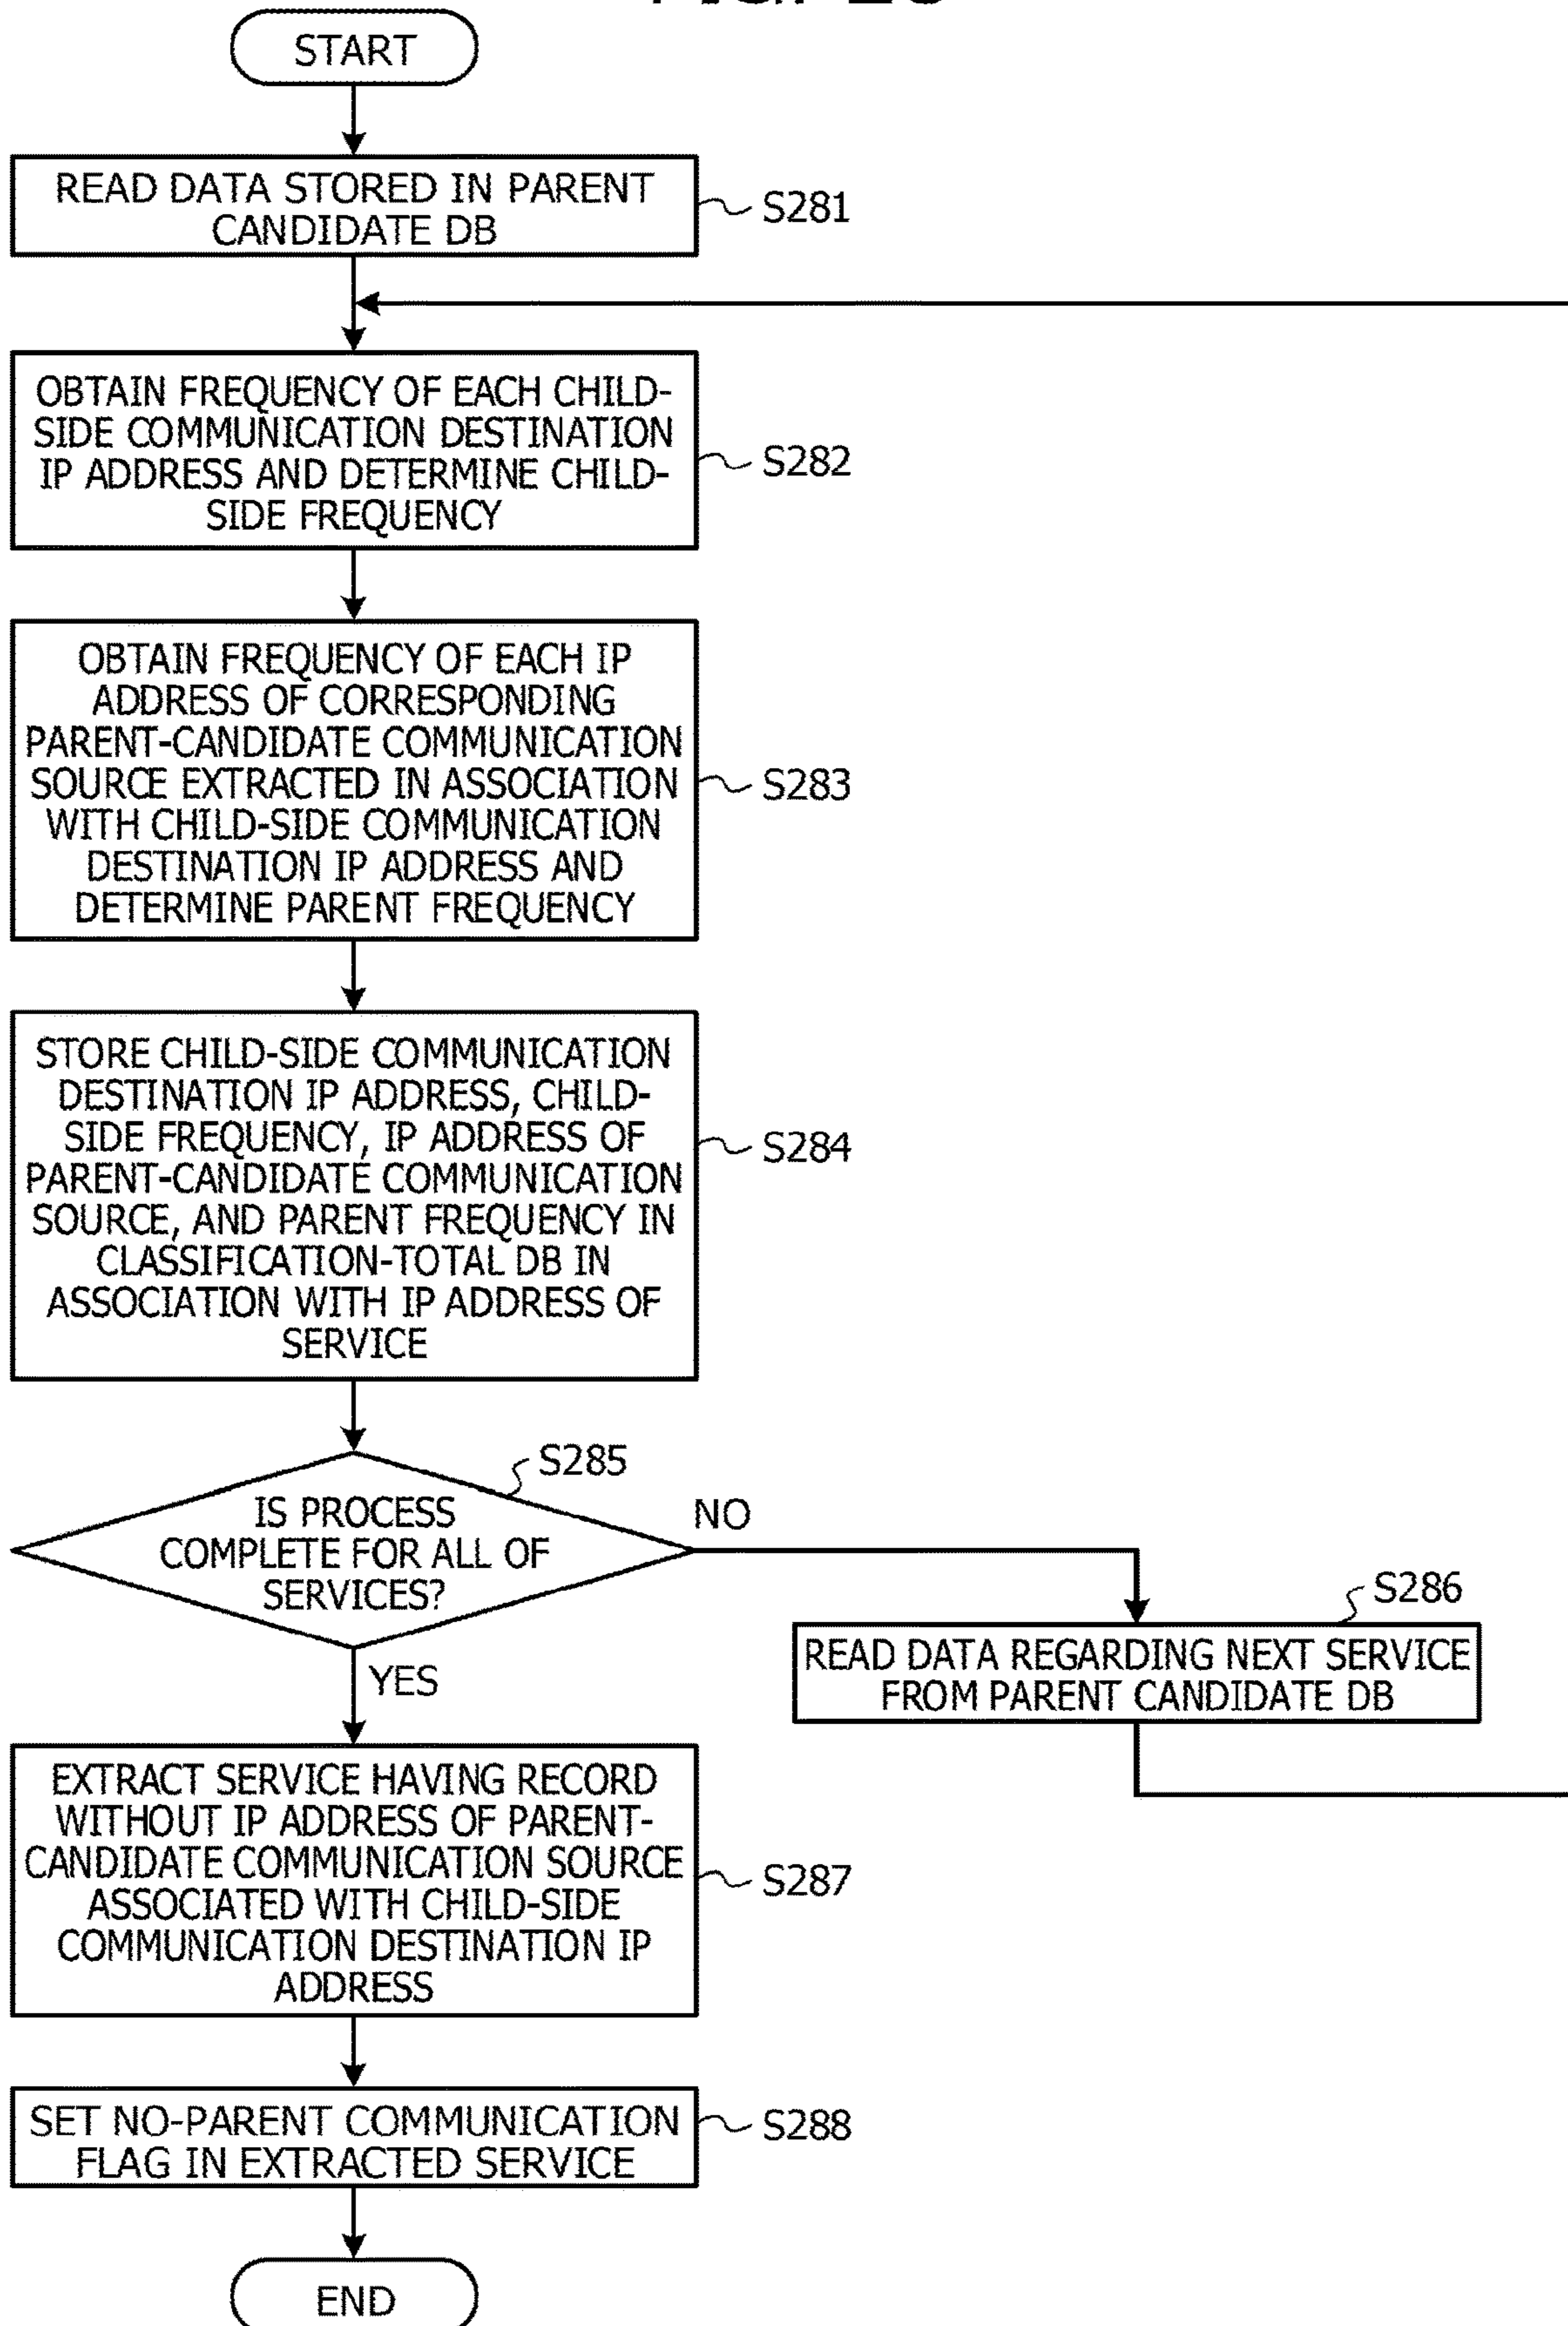 START
READ DATA STORED IN PARENT
CANDIDATE DB
S281
OBTAIN FREQUENCY OF EACH CHILD-
SIDE COMMUNICATION DESTINATION
IP ADDRESS AND DETERMINE CHILD-
SIDE FREQUENCY
S282
OBTAIN FREQUENCY OF EACH IP
ADDRESS OF CORRESPONDING
PARENT-CANDIDATE COMMUNICATION
SOURCE EXTRACTED IN ASSOCIATION
WITH CHILD-SIDE COMMUNICATION
DESTINATION IP ADDRESS AND
DETERMINE PARENT FREQUENCY
S283
STORE CHILD-SIDE COMMUNICATION
DESTINATION IP ADDRESS, CHILD-
SIDE FREQUENCY, IP ADDRESS OF
PARENT-CANDIDATE COMMUNICATION
SOURCE, AND PARENT FREQUENCY IN
CLASSIFICATION-TOTAL DB IN
ASSOCIATION WITH IP ADDRESS OF
SERVICE
S284
S285
IS PROCESS
COMPLETE FOR ALL OF
SERVICES?
NO
YES
S286
READ DATA REGARDING NEXT SERVICE
FROM PARENT CANDIDATE DB
EXTRACT SERVICE HAVING RECORD
WITHOUT IP ADDRESS OF PARENT-
CANDIDATE COMMUNICATION SOURCE
ASSOCIATED WITH CHILD-SIDE
COMMUNICATION DESTINATION IP
ADDRESS
S287
SET NO-PARENT COMMUNICATION
FLAG IN EXTRACTED SERVICE
S288
END